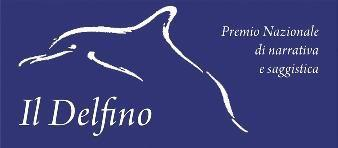 Premio Nazionale
di narrativa
e saggistica
Il Delfino